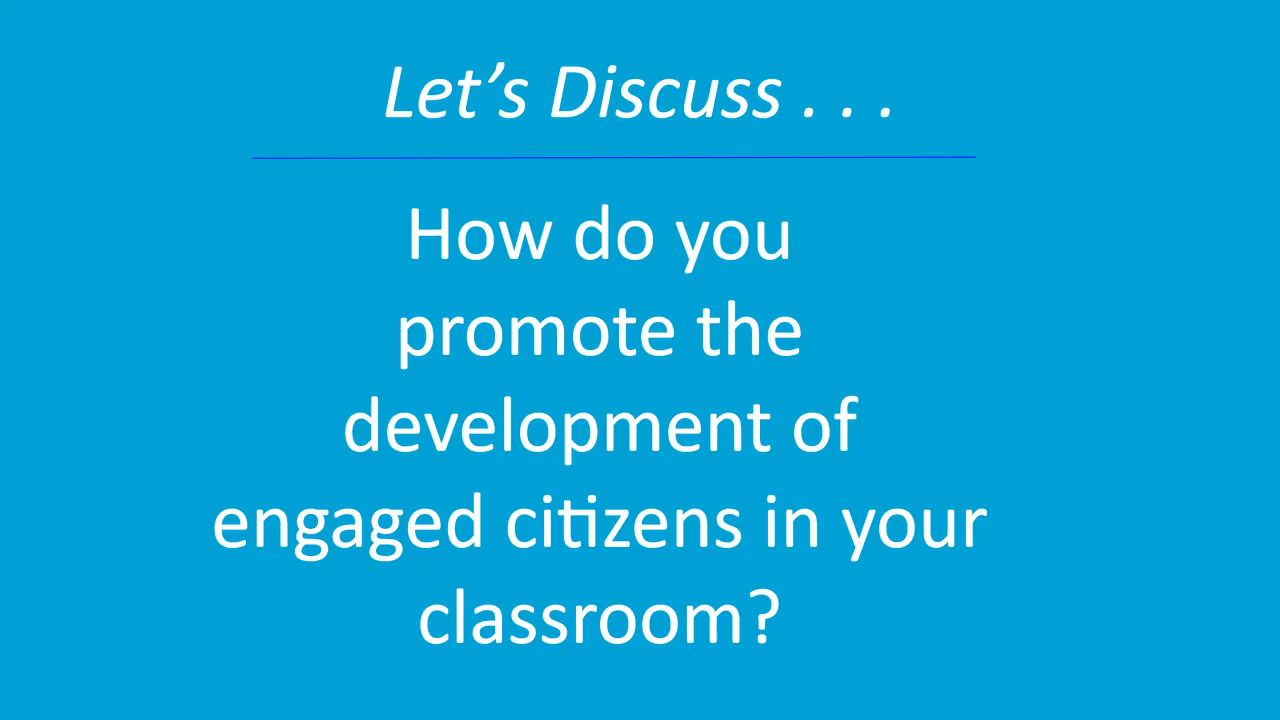 Let’s Discuss . . .
How do you
promote the
development of
engaged citizens in your
classroom?